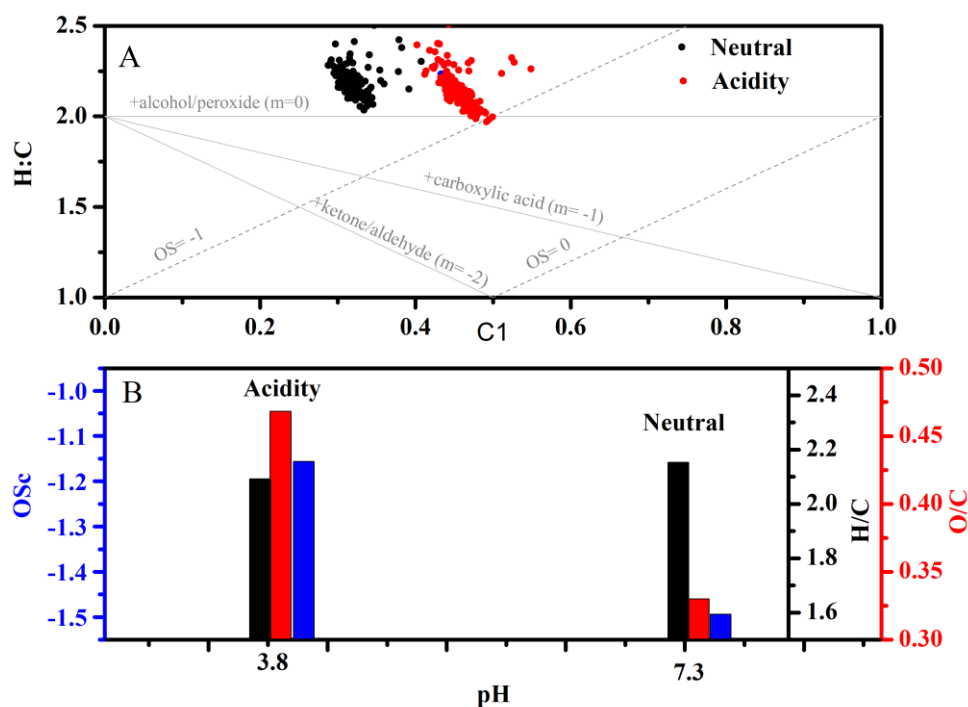 A
Neutral
Acidity
+alcohol/peroxide (m=0)
+carboxylic acid (m= -1)
+ketone/aldehyde (m= -2)
OS= -1
OS= 0
H:C
2.5
2.0
1.5
1.0
0.0 0.2 0.4 0.6 0.8 1.0
C1
B
Acidity
Neutral
OSc
-1.0
-1.1
-1.2
-1.3
-1.4
-1.5
H/C
2.4
2.2
2.0
1.8
1.6
O/C
0.50
0.45
0.40
0.35
0.30
3.8 7.3
pH